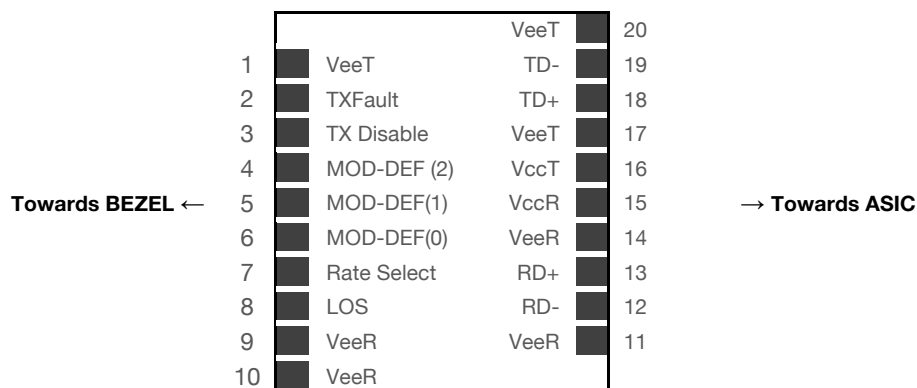 VeeT 20
1 VeeT TD- 19
2 TXFault TD+ 18
3 TX Disable VeeT 17
4 MOD-DEF (2) VccT 16
Towards BEZEL ← 5 MOD-DEF(1) VccR 15 → Towards ASIC
6 MOD-DEF(0) VeeR 14
7 Rate Select RD+ 13
8 LOS RD- 12
9 VeeR VeeR 11
10 VeeR